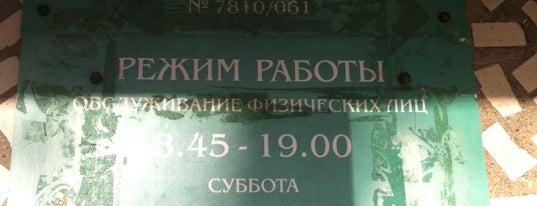 № 7810/061
РЕЖИМ РАБОТЫ
ОБСЛУЖИВАНИЕ ФИЗИЧЕСКИХ ЛИЦ
8.45 - 19.00
СУББОТА